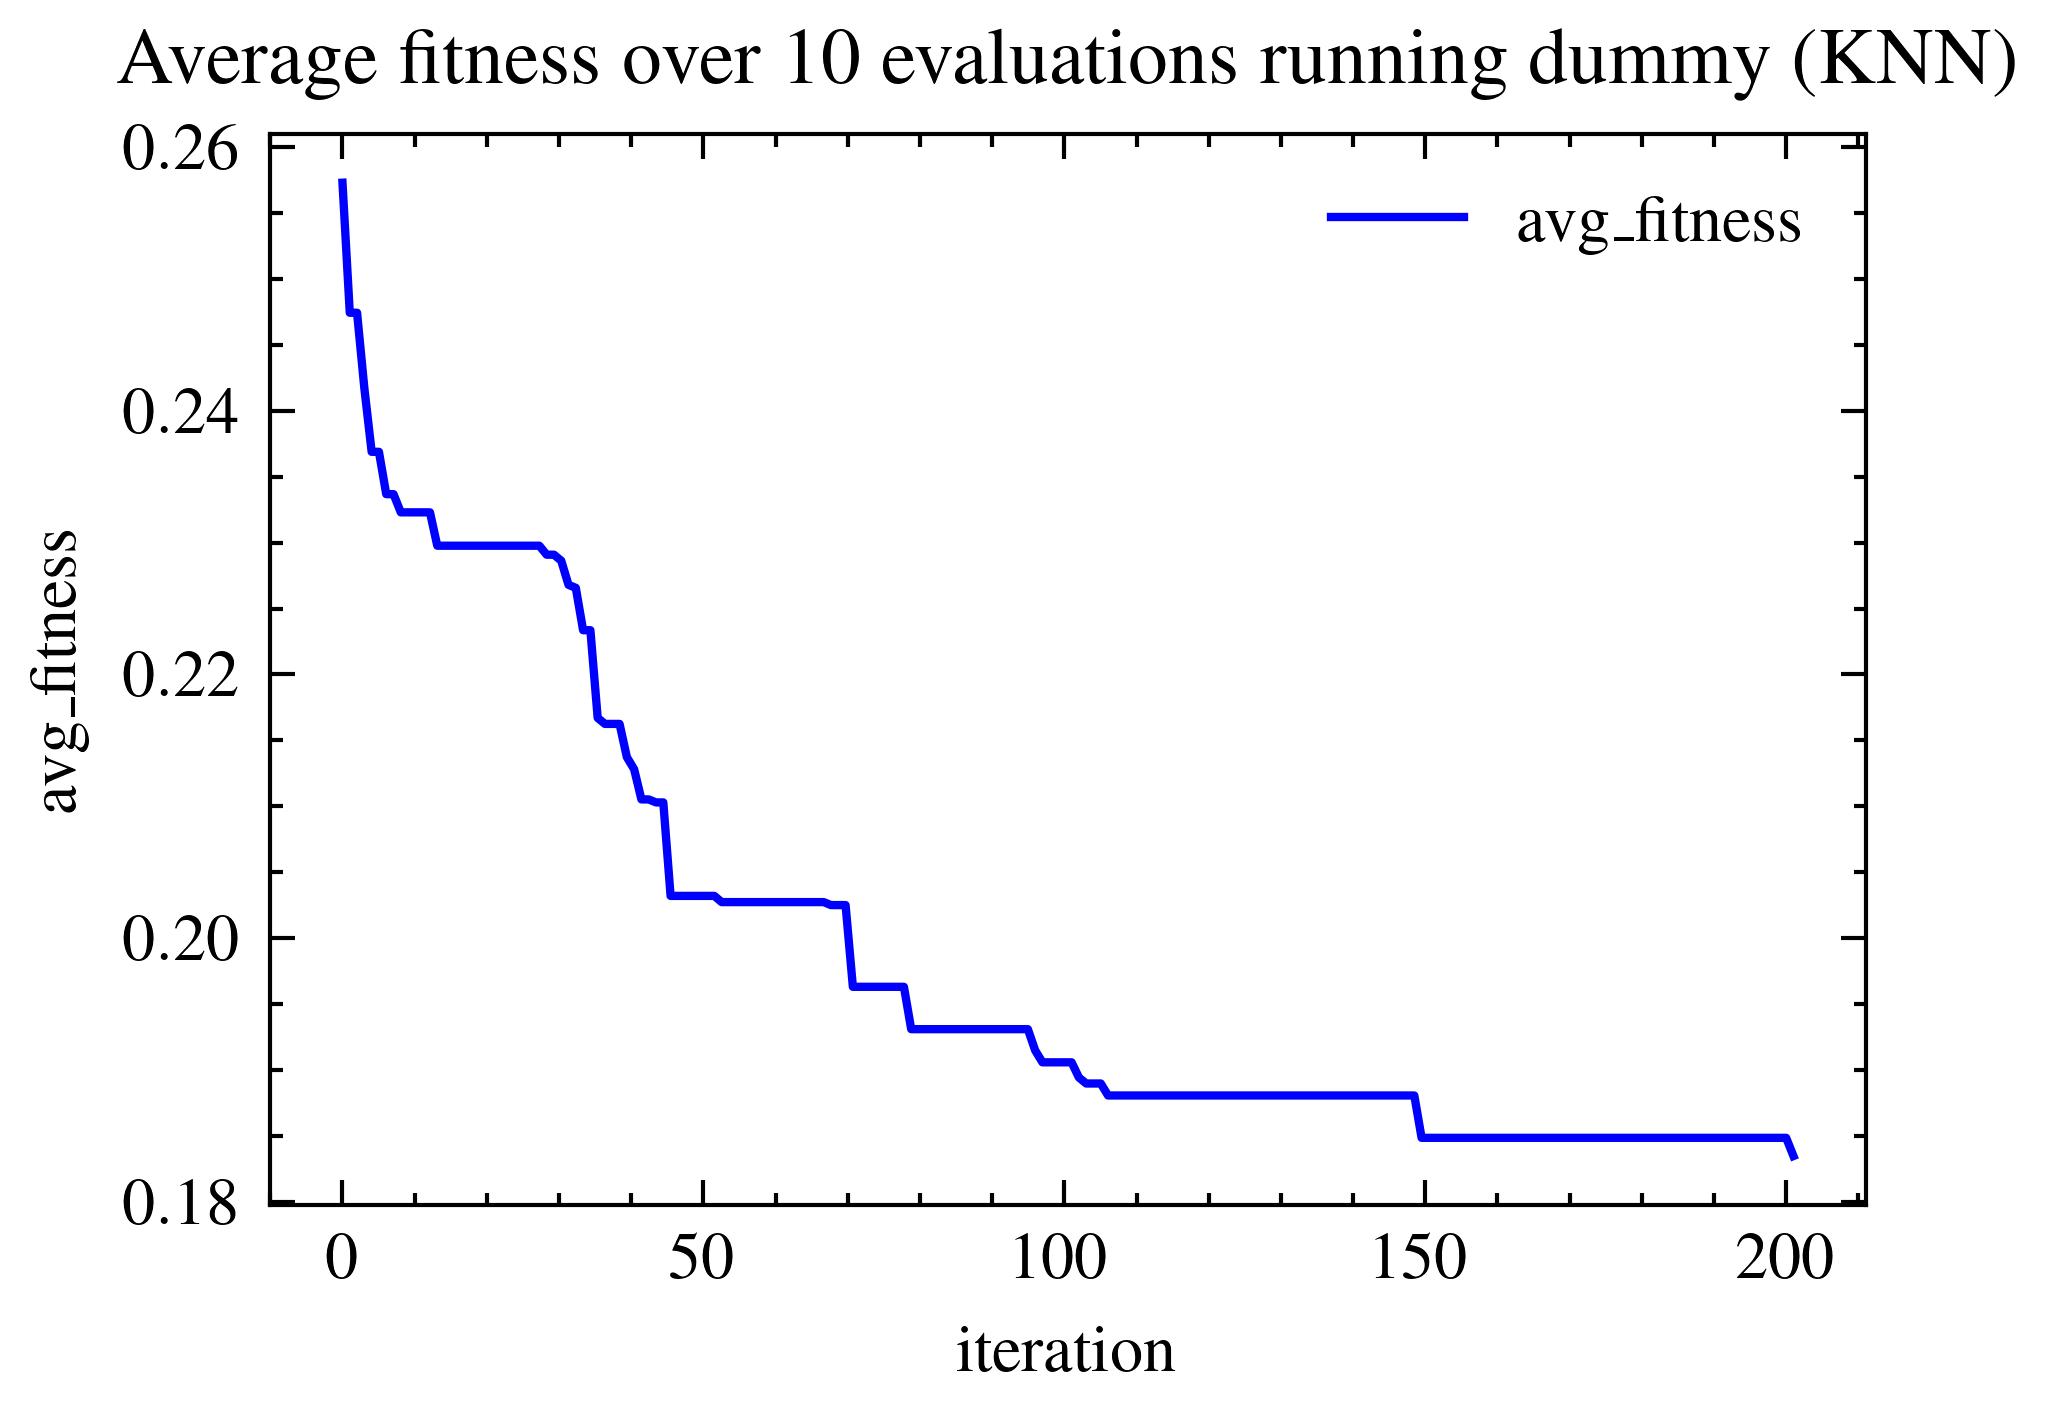 Average fitness over 10 evaluations running dummy (KNN)
0.26
0.24
0.22
0.20
0.18
avg_fitness
avg_fitness
0 50 100 150 200
iteration